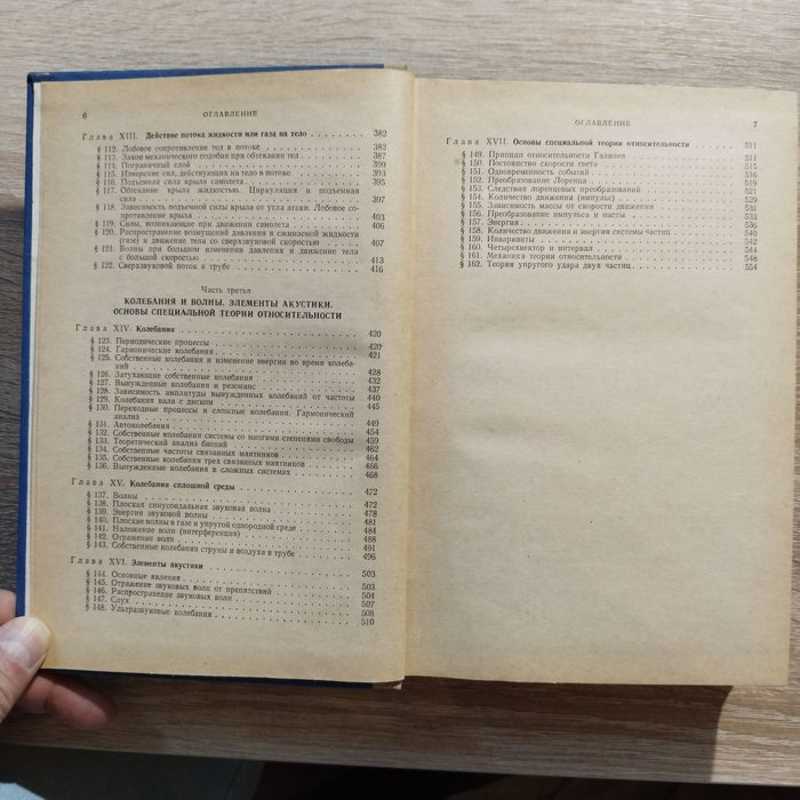 6
ОГЛАВЛЕНИЕ
Глава XIII. Действие потока жидкости или газа на тело . . . . . . . . 382
§ 112. Лобовое сопротивление тел в потоке . . . . . . . . . . 382
§ 113. Закон механического подобия при обтекании тел . . . . . . 387
§ 114. Пограничный слой . . . . . . . . . . 390
§ 115. Измерение сил, действующих на тело в потоке . . . . . . 393
§ 116. Подъемная сила крыла самолета . . . . . . . . 395
§ 117. Обтекание крыла жидкостью. Циркуляция и подъемная
сила . . . . . . . . . . 397
§ 118. Зависимость подъемной силы крыла от угла атаки. Лобовое со-
противление крыла . . . . . . . . . . 403
§ 119. Силы, возникающие при движении самолета . . . . . . 406
§ 120. Распространение возмущений давления в сжимаемой жидкости
(газе) и движение тела со сверхзвуковой скоростью . . . . 407
§ 121. Волны при большом изменении давления и движение тела
с большой скоростью . . . . . . . . 413
§ 122. Сверхзвуковой поток в трубе . . . . . . . . 416
Часть третья
КОЛЕБАНИЯ И ВОЛНЫ. ЭЛЕМЕНТЫ АКУСТИКИ.
ОСНОВЫ СПЕЦИАЛЬНОЙ ТЕОРИИ ОТНОСИТЕЛЬНОСТИ
Глава XIV. Колебания . . . . . . . . . . 420
§ 123. Периодические процессы . . . . . . . . 420
§ 124. Гармонические колебания . . . . . . . . 421
§ 125. Собственные колебания и изменение энергии во время колеба-
ний . . . . . . . . . . 428
§ 126. Затухающие собственные колебания . . . . . . 432
§ 127. Вынужденные колебания и резонанс . . . . . . 437
§ 128. Зависимость амплитуды вынужденных колебаний от частоты 440
§ 129. Колебания вала с диском . . . . . . . . 445
§ 130. Переходные процессы и сложные колебания. Гармонический
анализ . . . . . . . . . . 449
§ 131. Автоколебания . . . . . . . . . . 454
§ 132. Собственные колебания системы со многими степенями свободы 459
§ 133. Теоретический анализ биений . . . . . . . . 462
§ 134. Собственные частоты связанных маятников . . . . . . 464
§ 135. Собственные колебания трех связанных маятников . . . . 466
§ 136. Вынужденные колебания в сложных системах . . . . . . 468
Глава XV. Колебания сплошной среды . . . . . . . . 472
§ 137. Волны . . . . . . . . . . 472
§ 138. Плоская синусоидальная звуковая волна . . . . . . 478
§ 139. Энергия звуковой волны . . . . . . . . 481
§ 140. Плоские волны в газе и упругой однородной среде . . . . 484
§ 141. Наложение волн (интерференция) . . . . . . 488
§ 142. Отражение волн . . . . . . . . 491
§ 143. Собственные колебания струны и воздуха в трубе . . . . 496
Глава XVI. Элементы акустики . . . . . . . . 503
§ 144. Основные явления . . . . . . . . 503
§ 145. Отражение звуковых волн от препятствий . . . . . . 504
§ 146. Распространение звуковых волн . . . . . . 507
§ 147. Слух . . . . . . . . . . 508
§ 148. Ультразвуковые колебания . . . . . . . . 510
ОГЛАВЛЕНИЕ
7
Глава XVII. Основы специальной теории относительности . . . . . . 511
§ 149. Принцип относительности Галилея . . . . . . 511
§ 150. Постоянство скорости света . . . . . . 515
§ 151. Одновременность событий . . . . . . 516
§ 152. Преобразование Лоренца . . . . . . 519
§ 153. Следствия лоренцевых преобразований
§ 154. Количество движения (импульс) . . . . . . 529
§ 155. Зависимость массы от скорости движения . . . . 531
§ 156. Преобразование импульса и массы . . . . . . 533
§ 157. Энергия . . . . . . . . 536
§ 158. Количество движения и энергия системы частиц . . . . 540
§ 159. Инварианты . . . . . . . . 542
§ 160. Четырехвектор и интервал . . . . . . 544
§ 161. Механика теории относительности . . . . . . 548
§ 162. Теория упругого удара двух частиц . . . . . . 554